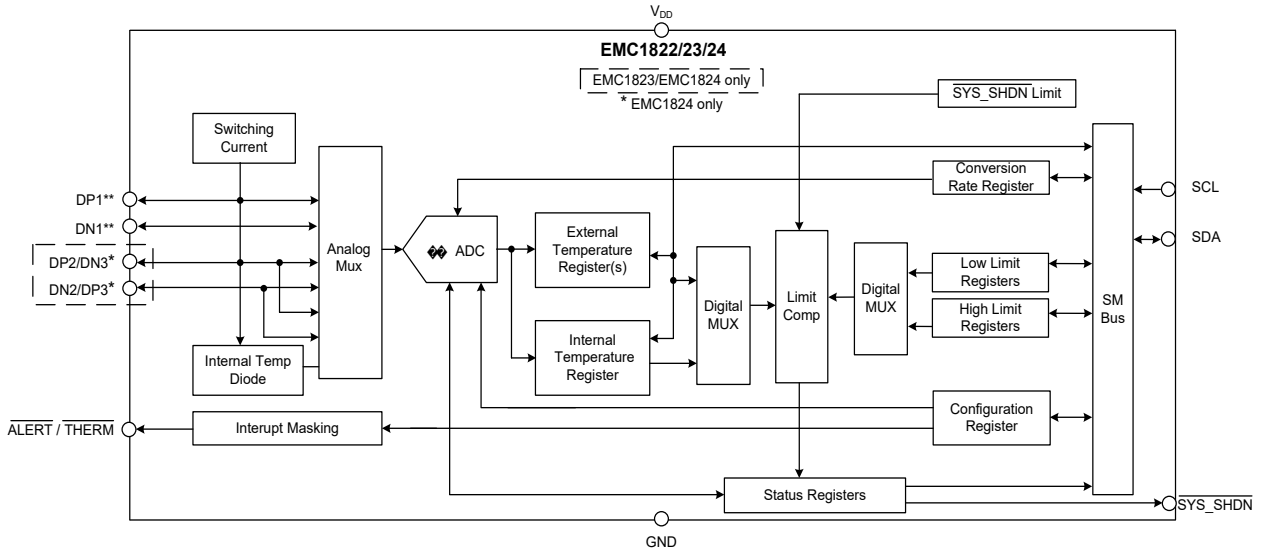 VDD
EMC1822/23/24
EMC1823/EMC1824 only
* EMC1824 only
SYS_SHDN Limit
Switching
Current
Conversion
Rate Register
SCL
DP1**
DN1**
DP2/DN3*
DN2/DP3*
Analog
Mux
ADC
External
Temperature
Register(s)
SDA
Low Limit
Registers
Digital
MUX
Limit
Comp
Digital
MUX
High Limit
Registers
SM
Bus
Internal Temp
Diode
Internal
Temperature
Register
ALERT / THERM
Interupt Masking
Configuration
Register
Status Registers
SYS_SHDN
GND